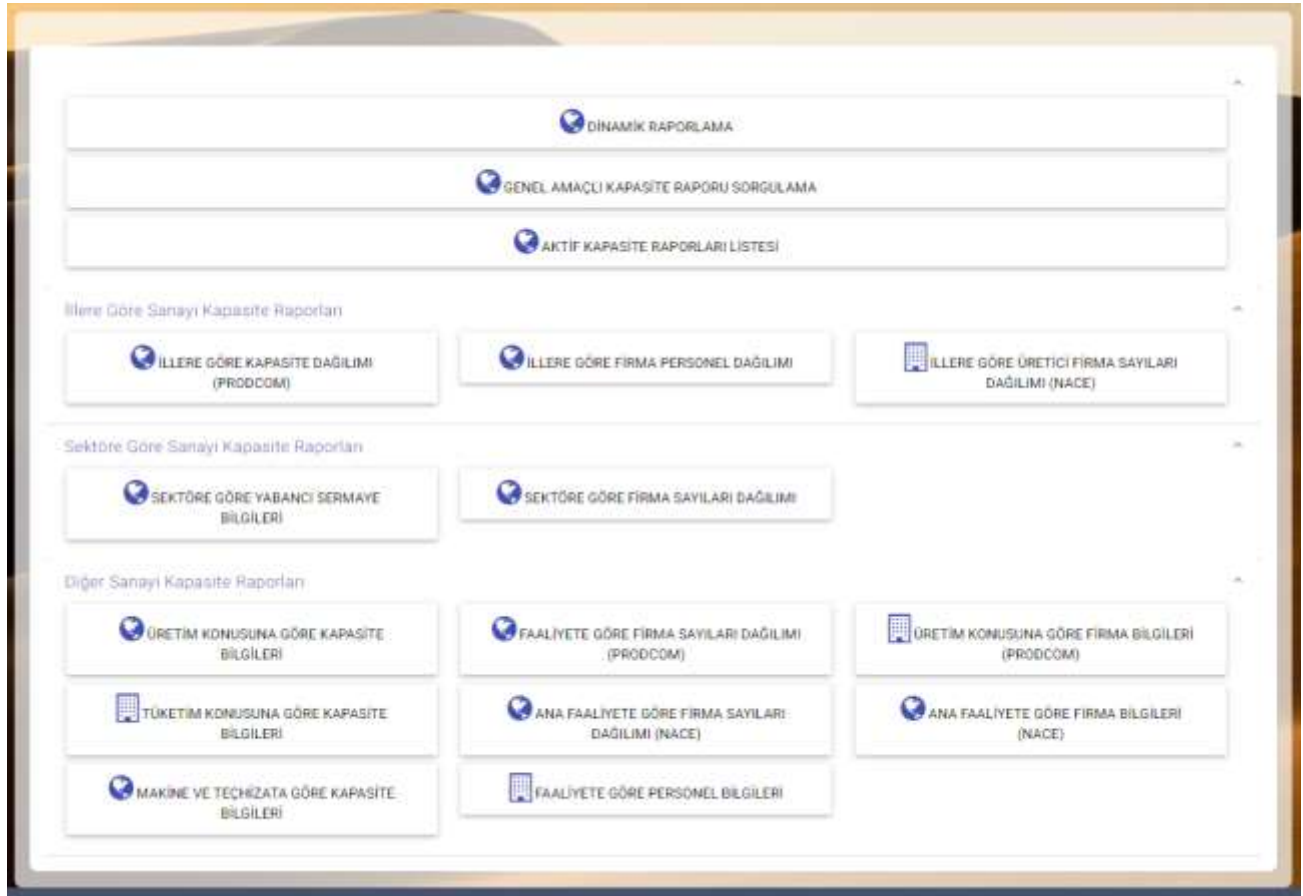 DİNAMİK RAPORLAMA
GENEL AMAÇLI KAPASİTE RAPORU SORGULAMA
AKTİF KAPASİTE RAPORLARI LİSTESİ
İllere Göre Sanayi Kapasite Raporları
İLLERE GÖRE KAPASİTE DAĞILIMI
(PRODCOM)
İLLERE GÖRE FİRMA PERSONEL DAĞILIMI
İLLERE GÖRE ÜRETİCİ FİRMA SAYILARI
DAĞILIMI (NACE)
Sektöre Göre Sanayi Kapasite Raporları
SEKTÖRE GÖRE YABANCI SERMAYE
BİLGİLERİ
SEKTÖRE GÖRE FİRMA SAYILARI DAĞILIMI
Diğer Sanayi Kapasite Raporları
ÜRETİM KONUSUNA GÖRE KAPASİTE
BİLGİLERİ
FAALİYETE GÖRE FİRMA SAYILARI DAĞILIMI
(PRODCOM)
ÜRETİM KONUSUNA GÖRE FİRMA BİLGİLERİ
(PRODCOM)
TÜKETİM KONUSUNA GÖRE KAPASİTE
BİLGİLERİ
ANA FAALİYETE GÖRE FİRMA SAYILARI
DAĞILIMI (NACE)
ANA FAALİYETE GÖRE FİRMA BİLGİLERİ
(NACE)
MAKİNE VE TEÇHİZATA GÖRE KAPASİTE
BİLGİLERİ
FAALİYETE GÖRE PERSONEL BİLGİLERİ